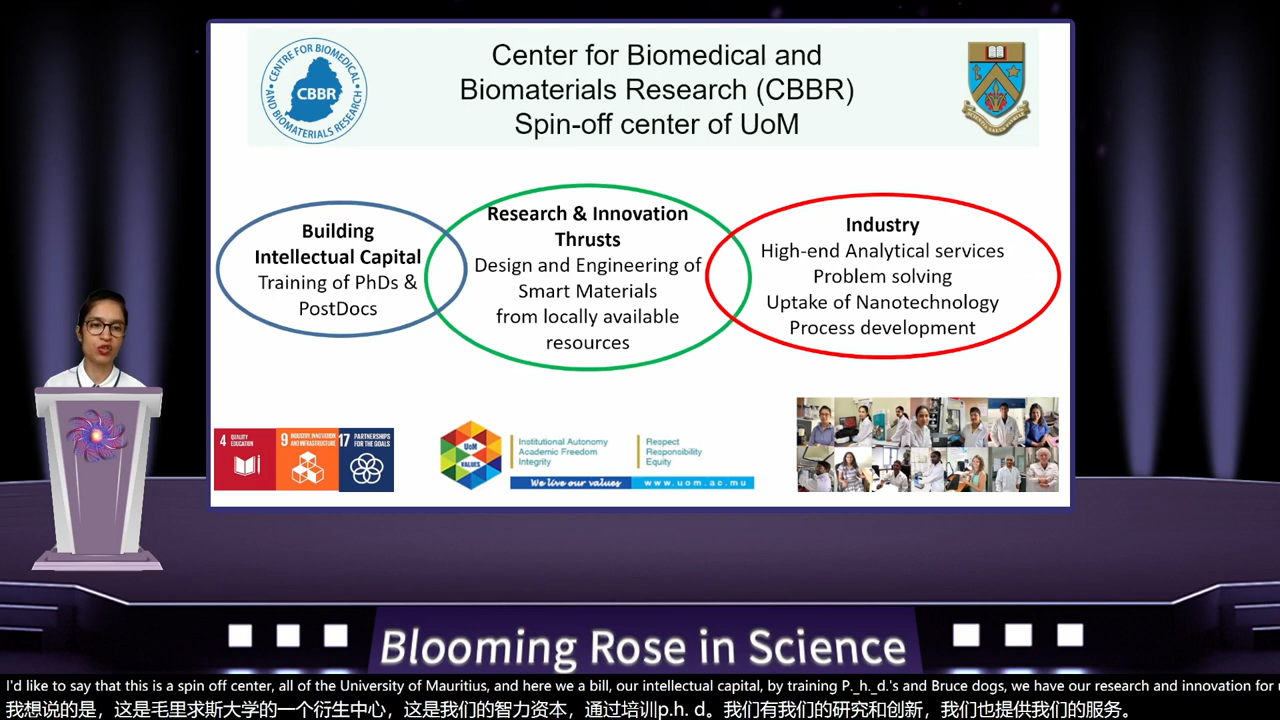 Center for Biomedical and
Biomaterials Research (CBBR)
Spin-off center of UoM
CENTRE FOR BIOMEDICAL
AND BIOMATERIALS RESEARCH
CBBR
Building
Intellectual Capital
Training of PhDs &
PostDocs
Research & Innovation
Thrusts
Design and Engineering of
Smart Materials
from locally available
resources
Industry
High-end Analytical services
Problem solving
Uptake of Nanotechnology
Process development
4 QUALITY
EDUCATION
9 INDUSTRY, INNOVATION
AND INFRASTRUCTURE
17 PARTNERSHIPS
FOR THE GOALS
UoM
VALUES
Institutional Autonomy
Academic Freedom
Integrity
Respect
Responsibility
Equity
We live our values
www.uom.ac.mu
Blooming Rose in Science
I'd like to say that this is a spin off center, all of the University of Mauritius, and here we a bill, our intellectual capital, by training P._h_d.'s and Bruce dogs, we have our research and innovation for
我想说的是，这是毛里求斯大学的一个衍生中心，这是我们的智力资本，通过培训p.h. d。我们有我们的研究和创新，我们也提供我们的服务。